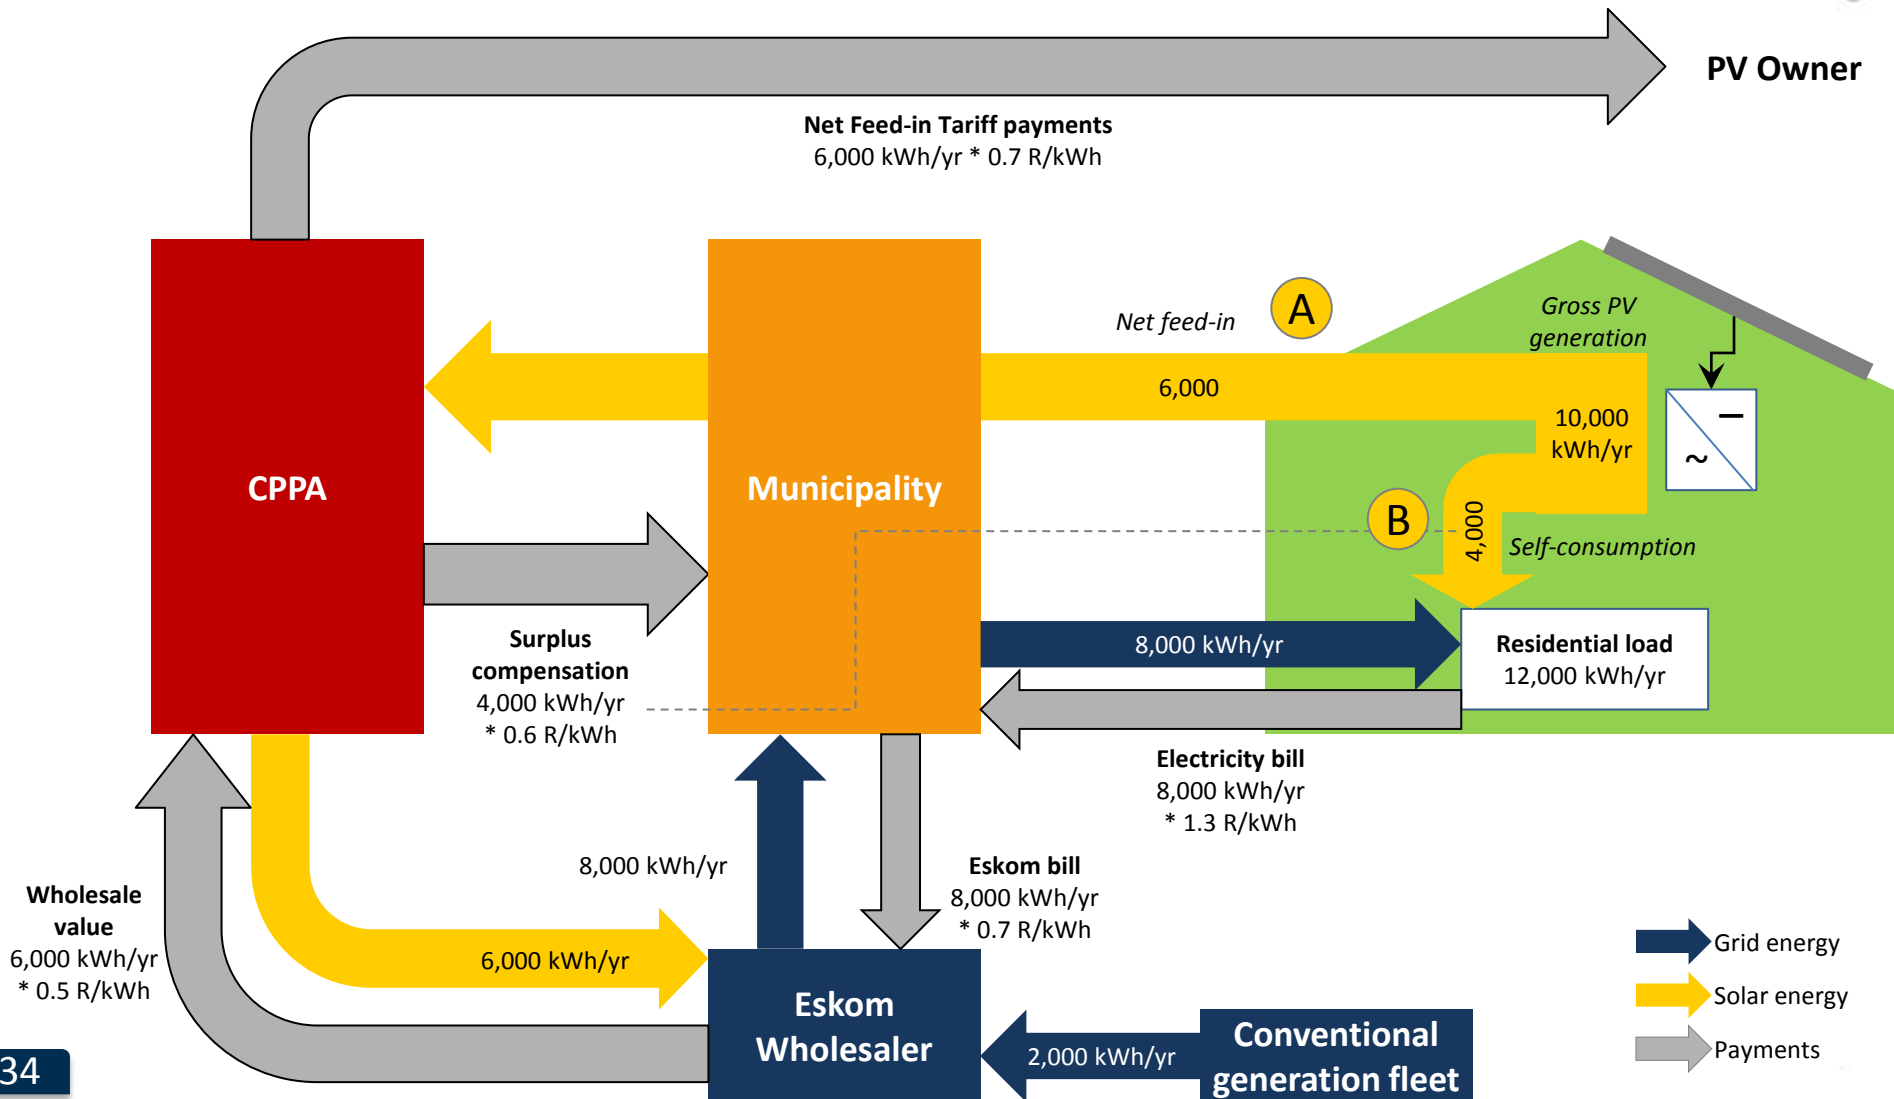 PV Owner
Net Feed-in Tariff payments
6,000 kWh/yr * 0.7 R/kWh
CPPA
Municipality
Net feed-in
A
Gross PV
generation
6,000
10,000
kWh/yr
–
~
B
4,000
Self-consumption
Surplus
compensation
4,000 kWh/yr
* 0.6 R/kWh
8,000 kWh/yr
Residential load
12,000 kWh/yr
Electricity bill
8,000 kWh/yr
* 1.3 R/kWh
8,000 kWh/yr
Eskom bill
8,000 kWh/yr
* 0.7 R/kWh
Wholesale
value
6,000 kWh/yr
* 0.5 R/kWh
6,000 kWh/yr
Eskom
Wholesaler
2,000 kWh/yr
Conventional
generation fleet
Grid energy
Solar energy
Payments
34